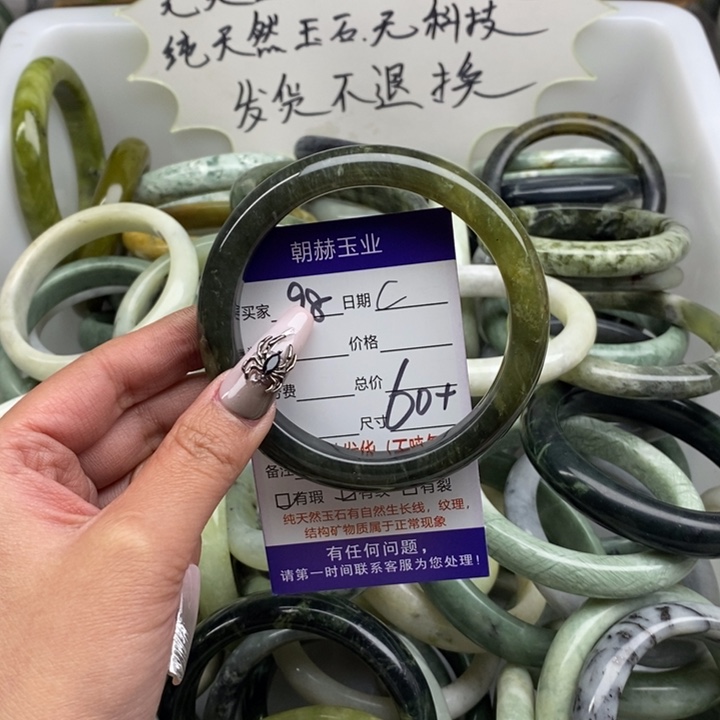 纯天然玉石.无科技
发货不退换
朝赫玉业
买家 98 日期 C
价格
费 总价
尺寸 60+
备注
有瑕 有纹 有裂
纯天然玉石有自然生长线，纹理，
结构矿物质属于正常现象
有任何问题，
请第一时间联系客服为您处理！